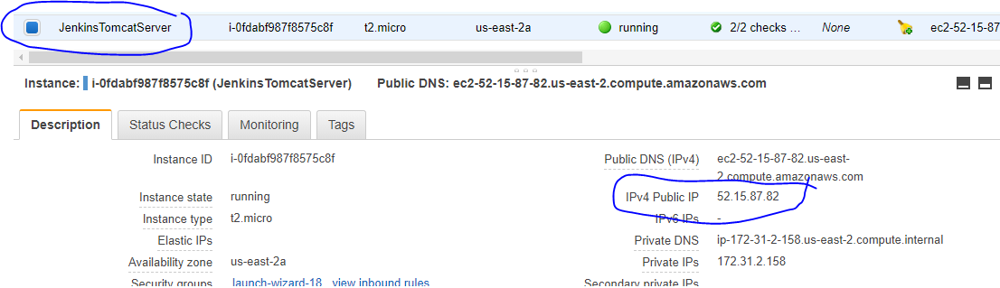 JenkinsTomcatServer i-0fdabf987f8575c8f t2.micro us-east-2a running 2/2 checks ... None ec2-52-15-87
Instance: i-0fdabf987f8575c8f (JenkinsTomcatServer) Public DNS: ec2-52-15-87-82.us-east-2.compute.amazonaws.com
Description Status Checks Monitoring Tags
Instance ID i-0fdabf987f8575c8f Public DNS (IPv4) ec2-52-15-87-82.us-east-
2.compute.amazonaws.com
Instance state running IPv4 Public IP 52.15.87.82
Instance type t2.micro IPv6 IPs -
Elastic IPs Private DNS ip-172-31-2-158.us-east-2.compute.internal
Availability zone us-east-2a Private IPs 172.31.2.158
Security groups launch-wizard-18. view inbound rules Secondary private IPs